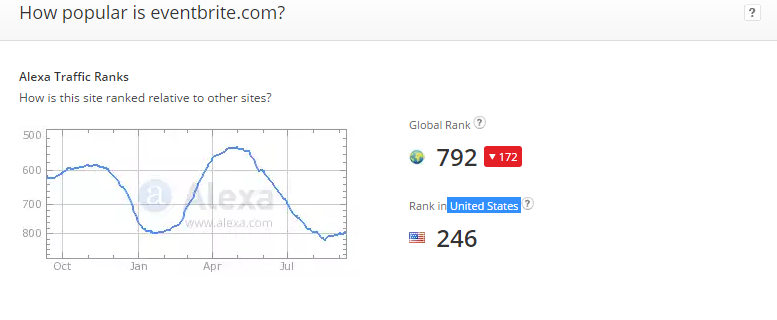 How popular is eventbrite.com?
?
Alexa Traffic Ranks
How is this site ranked relative to other sites?
500
600
700
800
Oct
Jan
Apr
Jul
a Alexa
www.alexa.com
Global Rank ?
792 ▼172
Rank in United States ?
246